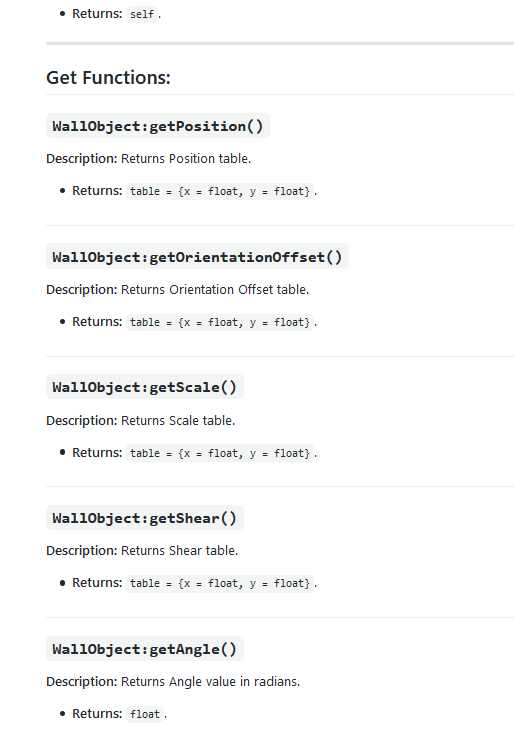 • Returns: self .
Get Functions:
WallObject:getPosition()
Description: Returns Position table.
• Returns: table = {x = float, y = float} .
WallObject:getOrientationOffset()
Description: Returns Orientation Offset table.
• Returns: table = {x = float, y = float} .
WallObject:getScale()
Description: Returns Scale table.
• Returns: table = {x = float, y = float} .
WallObject:getShear()
Description: Returns Shear table.
• Returns: table = {x = float, y = float} .
WallObject:getAngle()
Description: Returns Angle value in radians.
• Returns: float .